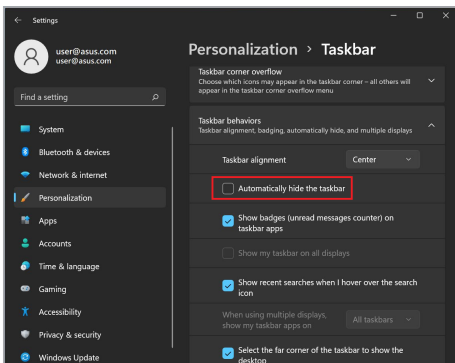 Settings
user@asus.com
user@asus.com
Find a setting
System
Bluetooth & devices
Network & internet
Personalization
Apps
Accounts
Time & language
Gaming
Accessibility
Privacy & security
Windows Update
Personalization > Taskbar
Taskbar corner overflow
Choose which icons may appear in the taskbar corner – all others will
appear in the taskbar corner overflow menu
Taskbar behaviors
Taskbar alignment, badging, automatically hide, and multiple displays
Taskbar alignment
Center
Automatically hide the taskbar
Show badges (unread messages counter) on
taskbar apps
Show my taskbar on all displays
Show recent searches when I hover over the search
icon
When using multiple displays,
show my taskbar apps on
All taskbars
Select the far corner of the taskbar to show the
desktop